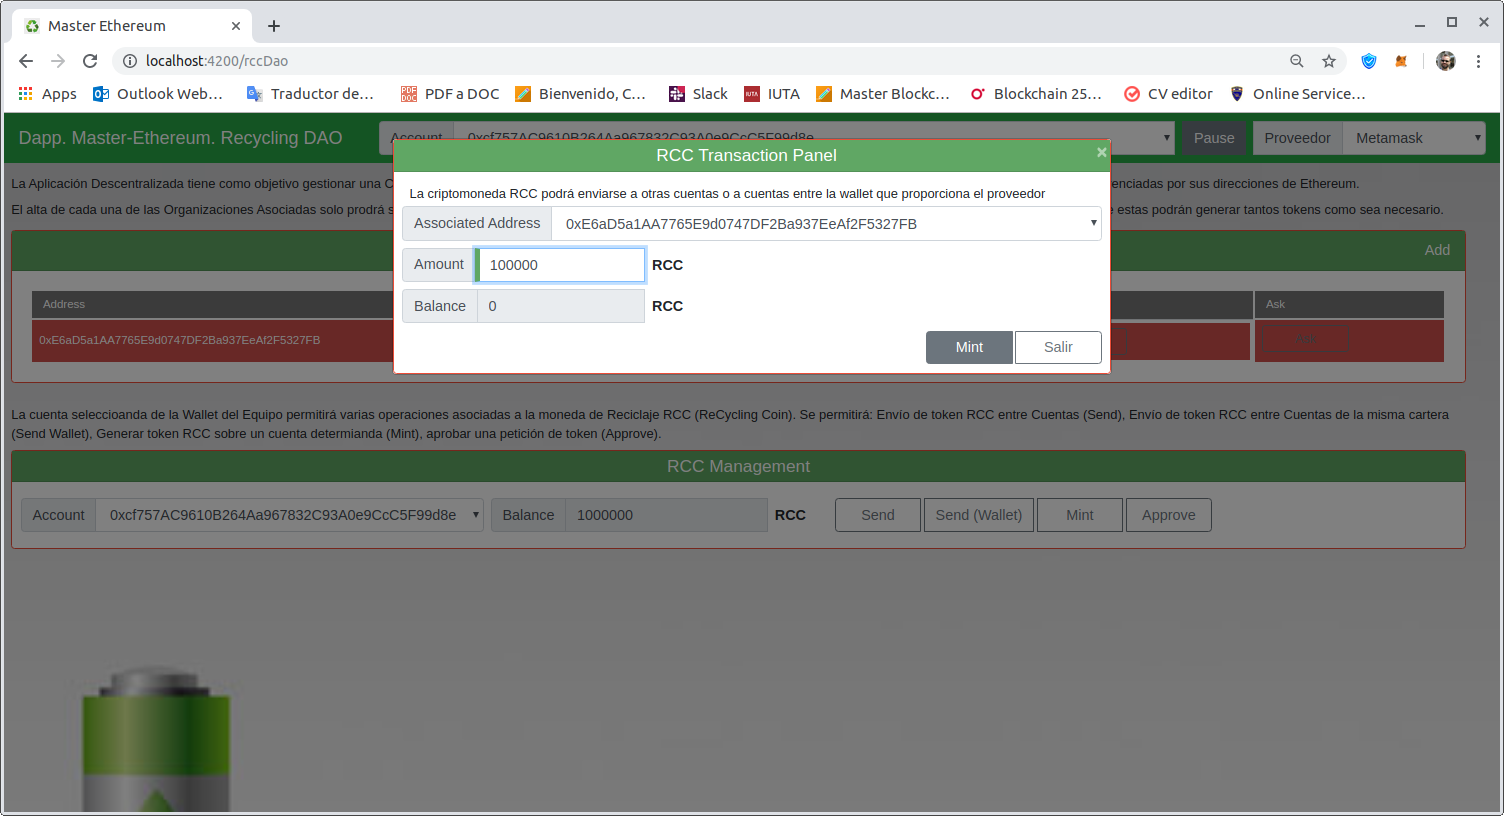 Master Ethereum
localhost:4200/rccDao
Apps Outlook Web... Traductor de... PDF a DOC Bienvenido, C... Slack IUTA Master Blockc... Blockchain 25... CV editor Online Service...
Dapp. Master-Ethereum. Recycling DAO Account 0xcf757AC9610B264Aa967832C93A0e9CcC5F99d8e Pause Proveedor Metamask
RCC Transaction Panel ×
La Aplicación Descentralizada tiene como objetivo gestionar una C
enciadas por sus direcciones de Ethereum.
La criptomoneda RCC podrá enviarse a otras cuentas o a cuentas entre la wallet que proporciona el proveedor
El alta de cada una de las Organizaciones Asociadas solo prodrá s
e estas podrán generar tantos tokens como sea necesario.
Associated Address 0xE6aD5a1AA7765E9d0747DF2Ba937EeAf2F5327FB
Add
Amount 100000 RCC
Balance 0 RCC
Mint Salir
Address Ask
0xE6aD5a1AA7765E9d0747DF2Ba937EeAf2F5327FB
La cuenta seleccioanda de la Wallet del Equipo permitirá varias operaciones asociadas a la moneda de Reciclaje RCC (ReCycling Coin). Se permitirá: Envío de token RCC entre Cuentas (Send), Envío de token RCC entre Cuentas de la misma cartera
(Send Wallet), Generar token RCC sobre un cuenta determianda (Mint), aprobar una petición de token (Approve).
RCC Management
Account 0xcf757AC9610B264Aa967832C93A0e9CcC5F99d8e Balance 1000000 RCC Send Send (Wallet) Mint Approve